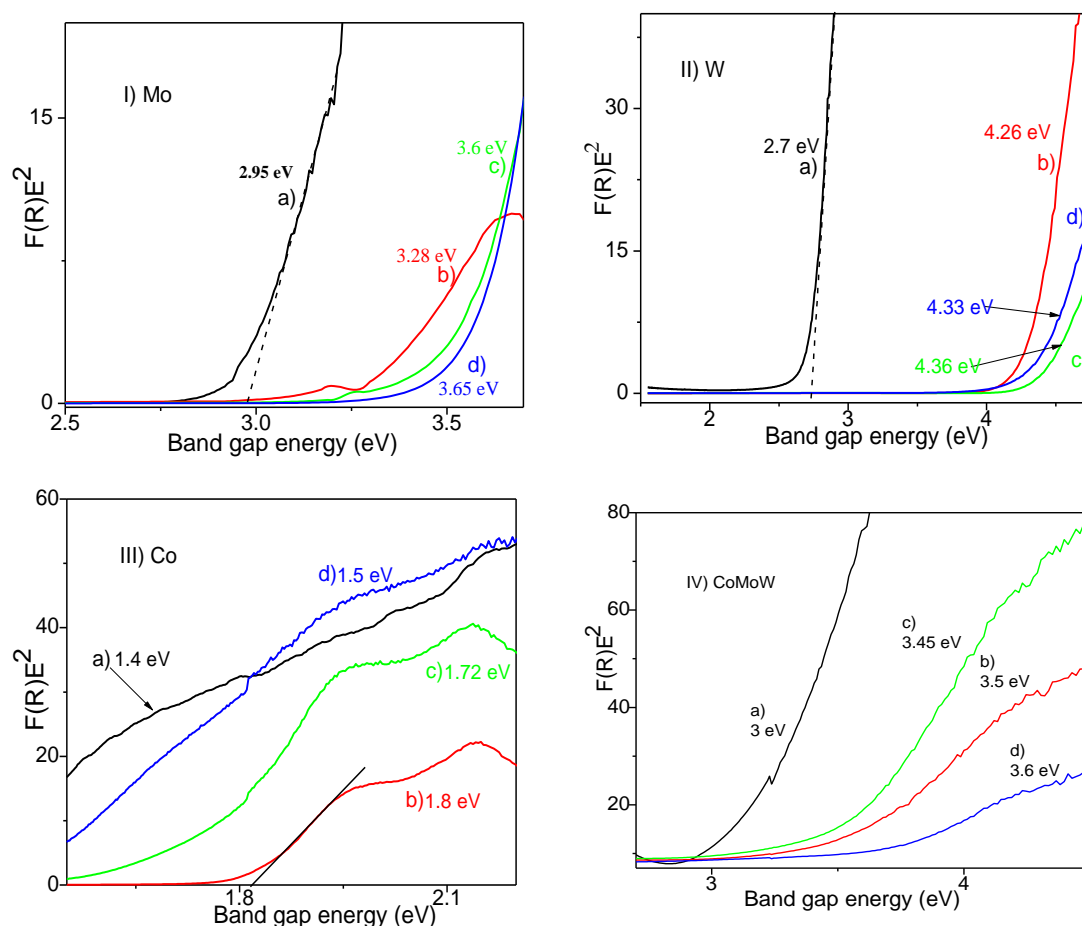 I) Mo
F(R)E²
15
0
2.95 eV
a)
3.28 eV
b)
3.6 eV
c)
d)
3.65 eV
2.5
3.0
3.5
Band gap energy (eV)
II) W
F(R)E²
30
15
0
2.7 eV
a)
4.26 eV
b)
d)
4.33 eV
4.36 eV
c
2
3
4
Band gap energy (eV)
III) Co
F(R)E²
60
40
20
0
a)1.4 eV
d)1.5 eV
c)1.72 eV
b)1.8 eV
1.8
2.1
Band gap energy (eV)
IV) CoMoW
F(R)E²
80
60
40
20
a)
3 eV
c)
3.45 eV
b)
3.5 eV
d)
3.6 eV
3
4
Band gap energy (eV)